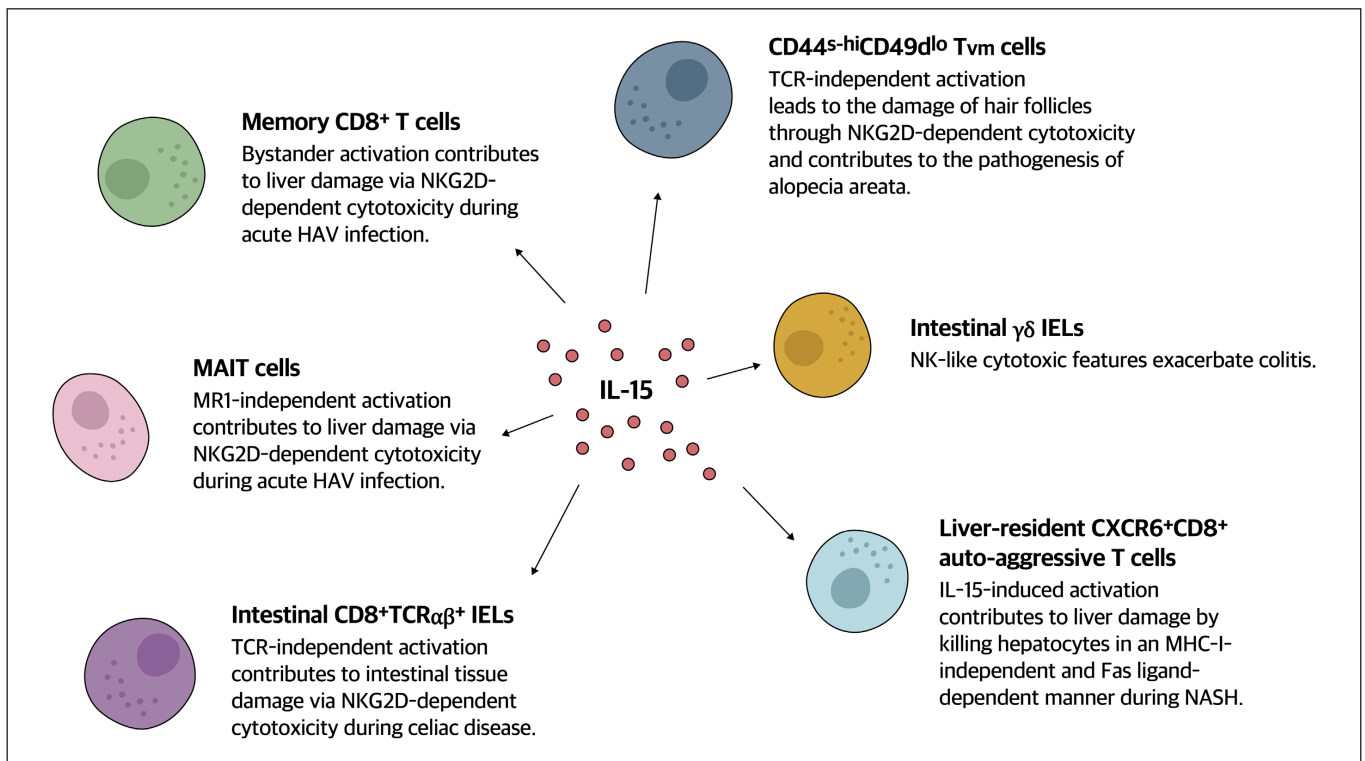 CD44s-hiCD49dlo Tvm cells
TCR-independent activation
leads to the damage of hair follicles
through NKG2D-dependent cytotoxicity
and contributes to the pathogenesis of
alopecia areata.
Memory CD8+ T cells
Bystander activation contributes
to liver damage via NKG2D-
dependent cytotoxicity during
acute HAV infection.
Intestinal γδ IELs
NK-like cytotoxic features exacerbate colitis.
MAIT cells
MR1-independent activation
contributes to liver damage via
NKG2D-dependent cytotoxicity
during acute HAV infection.
IL-15
Liver-resident CXCR6+CD8+
auto-aggressive T cells
IL-15-induced activation
contributes to liver damage by
killing hepatocytes in an MHC-I-
independent and Fas ligand-
dependent manner during NASH.
Intestinal CD8+TCRαβ+ IELs
TCR-independent activation
contributes to intestinal tissue
damage via NKG2D-dependent
cytotoxicity during celiac disease.